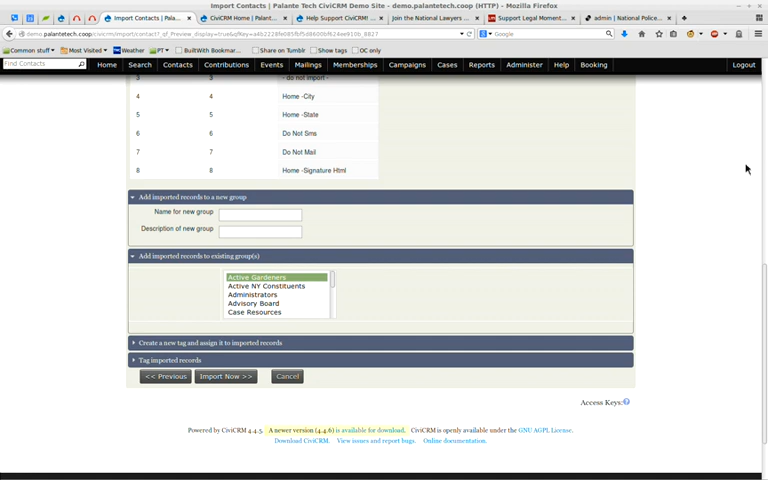 Import Contacts | Palante Tech CiviCRM Demo Site - demo.palantetech.coop (HTTP) - Mozilla Firefox
Import Contacts | Pala... CiviCRM Home | Palant... Help Support CiviCRM! ... Join the National Lawyers ... Support Legal Moment... admin | National Police...
Google
Common stuff Most Visited Weather PT BuiltWith Bookmar... Share on Tumblr Show tags OC only
Find Contacts Home Search Contacts Contributions Events Mailings Memberships Campaigns Cases Reports Administer Help Booking Logout
3 3 - do not import -
4 4 Home -City
5 5 Home -State
6 6 Do Not Sms
7 7 Do Not Mail
8 8 Home -Signature Html
Add imported records to a new group
Name for new group
Description of new group
Add imported records to existing group(s)
Active Gardeners
Active NY Constituents
Administrators
Advisory Board
Case Resources
Create a new tag and assign it to imported records
Tag imported records
<< Previous Import Now >> Cancel
Access Keys:
Powered by CiviCRM 4.4.5. A newer version (4.4.6) is available for download. CiviCRM is openly available under the GNU AGPL License.
Download CiviCRM. View issues and report bugs. Online documentation.